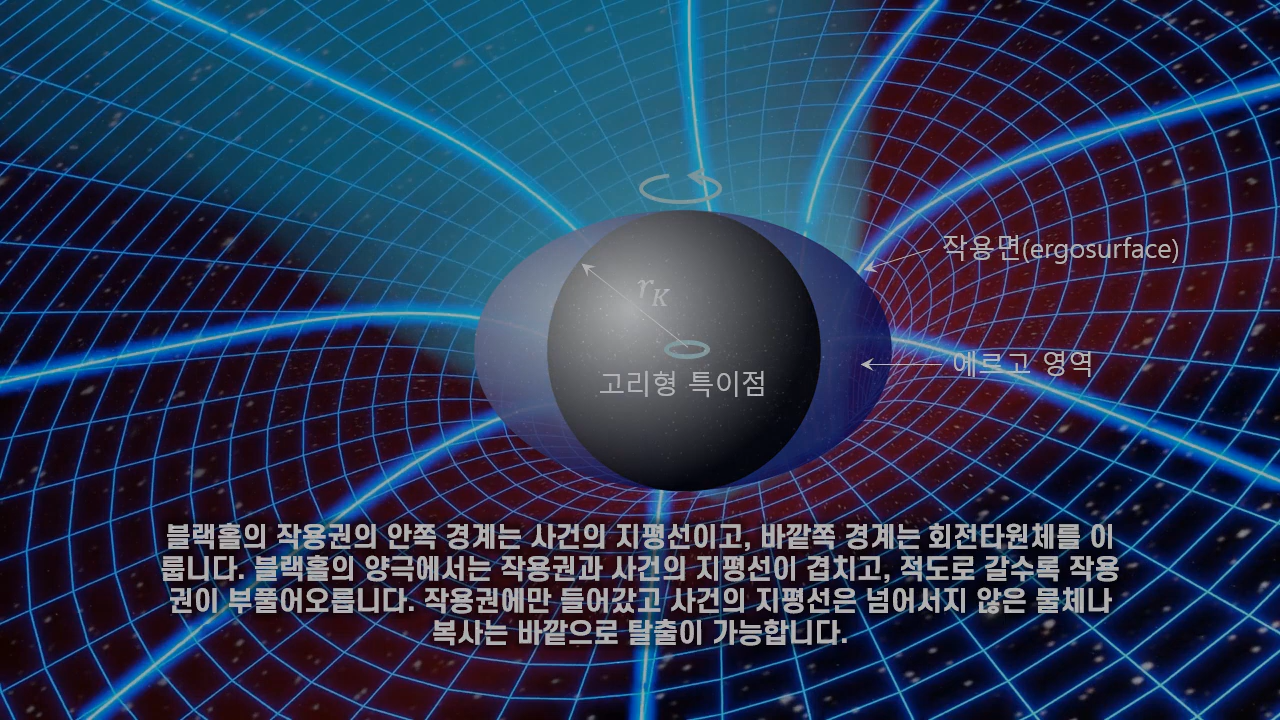 작용면(ergosurface)
r_K
에르고 영역
고리형 특이점
블랙홀의 작용권의 안쪽 경계는 사건의 지평선이고, 바깥쪽 경계는 회전타원체를 이
룹니다. 블랙홀의 양극에서는 작용권과 사건의 지평선이 겹치고, 적도로 갈수록 작용
권이 부풀어오릅니다. 작용권에만 들어갔고 사건의 지평선은 넘어서지 않은 물체나
복사는 바깥으로 탈출이 가능합니다.